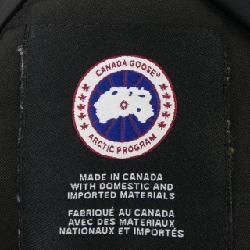 CANADA GOOSE®
ARCTIC PROGRAM
MADE IN CANADA
WITH DOMESTIC AND
IMPORTED MATERIALS
FABRIQUÉ AU CANADA
AVEC DES MATERIAUX
NATIONAUX ET IMPORTÉS